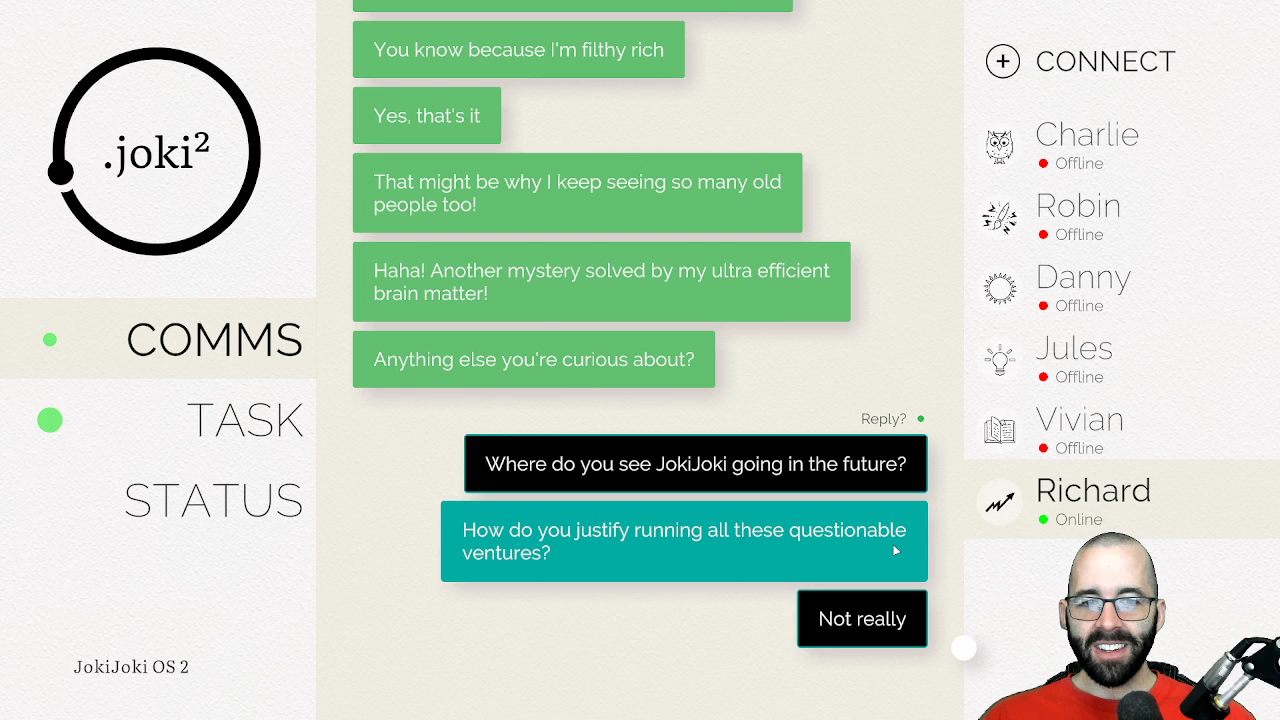 .joki²
COMMS
TASK
STATUS
JokiJoki OS 2
You know because I'm filthy rich
Yes, that's it
That might be why I keep seeing so many old
people too!
Haha! Another mystery solved by my ultra efficient
brain matter!
Anything else you're curious about?
Reply?
Where do you see JokiJoki going in the future?
How do you justify running all these questionable
ventures?
Not really
CONNECT
Charlie
Offline
Robin
Offline
Danny
Offline
Jules
Offline
Vivian
Offline
Richard
Online